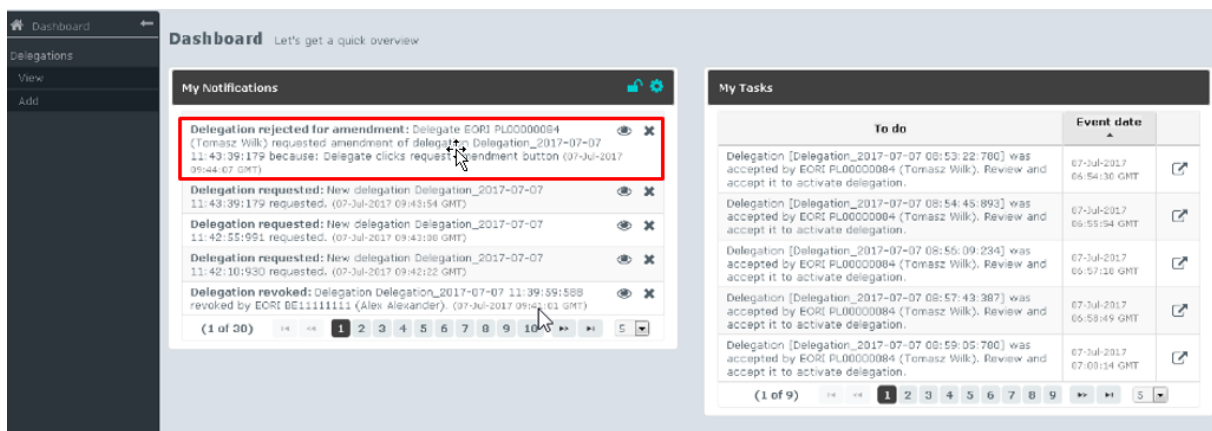 Dashboard
Delegations
View
Add
Dashboard Let's get a quick overview
My Notifications
Delegation rejected for amendment: Delegate EORI PL00000084
(Tomasz Wilk) requested amendment of delegation Delegation_2017-07-07
11:43:39:179 because: Delegate clicks request amendment button (07-Jul-2017
09:44:07 GMT)
Delegation requested: New delegation Delegation_2017-07-07
11:43:39:179 requested. (07-Jul-2017 09:43:54 GMT)
Delegation requested: New delegation Delegation_2017-07-07
11:42:55:991 requested. (07-Jul-2017 09:43:08 GMT)
Delegation requested: New delegation Delegation_2017-07-07
11:42:10:930 requested. (07-Jul-2017 09:42:22 GMT)
Delegation revoked: Delegation Delegation_2017-07-07 11:39:59:588
revoked by EORI BE11111111 (Alex Alexander). (07-Jul-2017 09:41:01 GMT)
(1 of 30) 1 2 3 4 5 6 7 8 9 10 5
My Tasks
To do Event date
Delegation [Delegation_2017-07-07 08:53:22:780] was
accepted by EORI PL00000084 (Tomasz Wilk). Review and
accept it to activate delegation.
07-Jul-2017
06:54:30 GMT
Delegation [Delegation_2017-07-07 08:54:45:893] was
accepted by EORI PL00000084 (Tomasz Wilk). Review and
accept it to activate delegation.
07-Jul-2017
06:55:54 GMT
Delegation [Delegation_2017-07-07 08:56:09:234] was
accepted by EORI PL00000084 (Tomasz Wilk). Review and
accept it to activate delegation.
07-Jul-2017
06:57:18 GMT
Delegation [Delegation_2017-07-07 08:57:43:387] was
accepted by EORI PL00000084 (Tomasz Wilk). Review and
accept it to activate delegation.
07-Jul-2017
06:58:49 GMT
Delegation [Delegation_2017-07-07 08:59:05:780] was
accepted by EORI PL00000084 (Tomasz Wilk). Review and
accept it to activate delegation.
07-Jul-2017
07:00:14 GMT
(1 of 9) 1 2 3 4 5 6 7 8 9 5